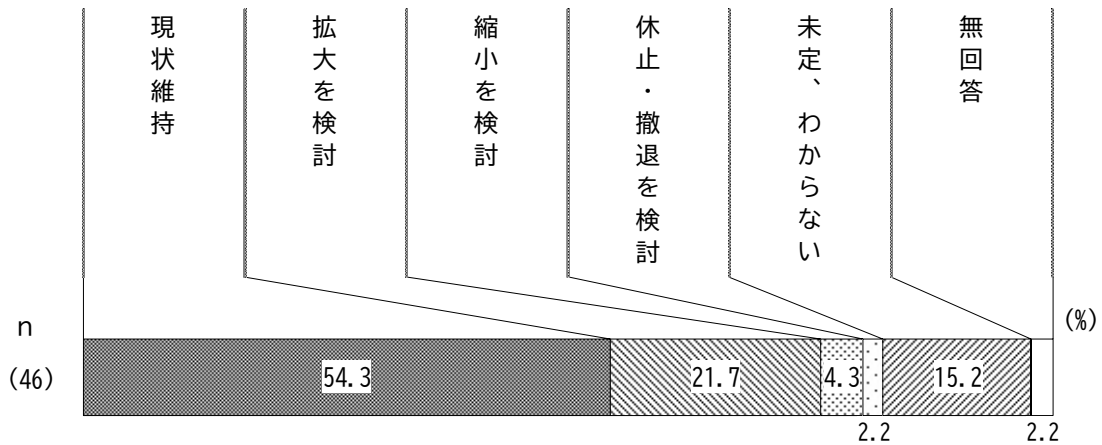 現状維持
拡大を検討
縮小を検討
休止・撤退を検討
未定、わからない
無回答
(%)
n
(46)
54.3
21.7
4.3
2.2
15.2
2.2